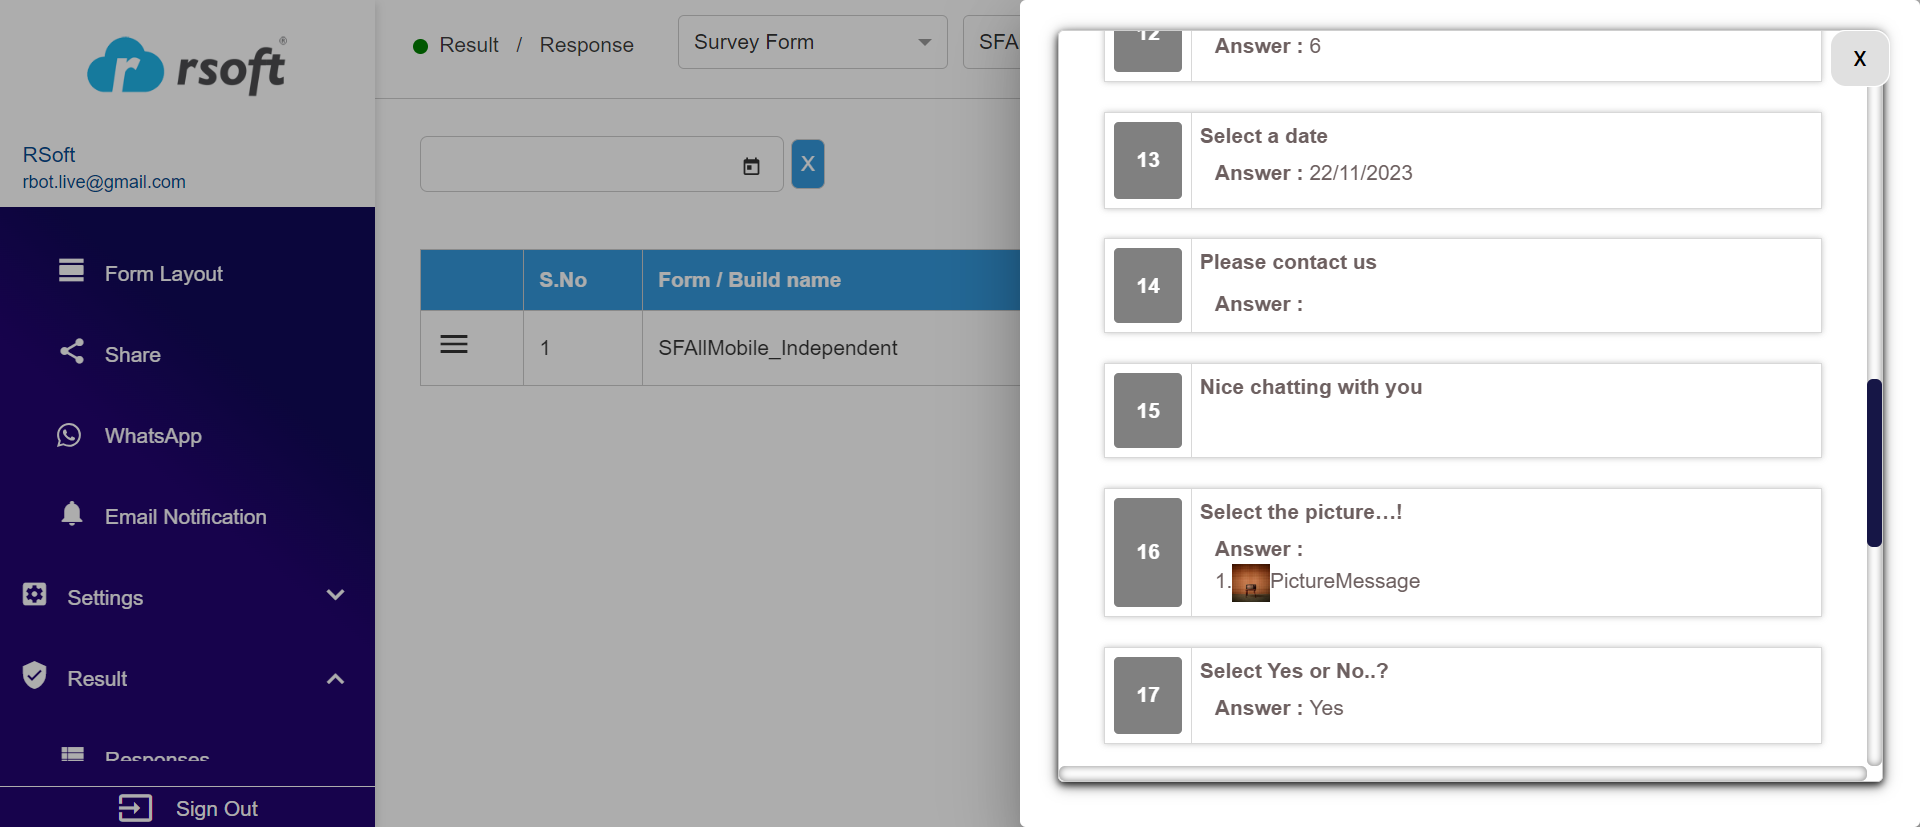 rsoft®
RSoft
rbot.live@gmail.com
Form Layout
Share
WhatsApp
Email Notification
Settings
Result
Responses
Sign Out
Result / Response
Survey Form
SFA
X
S.No
Form / Build name
1
SFAllMobile_Independent
X
12
Answer : 6
13
Select a date
Answer : 22/11/2023
14
Please contact us
Answer :
15
Nice chatting with you
16
Select the picture...!
Answer :
1. PictureMessage
17
Select Yes or No..?
Answer : Yes